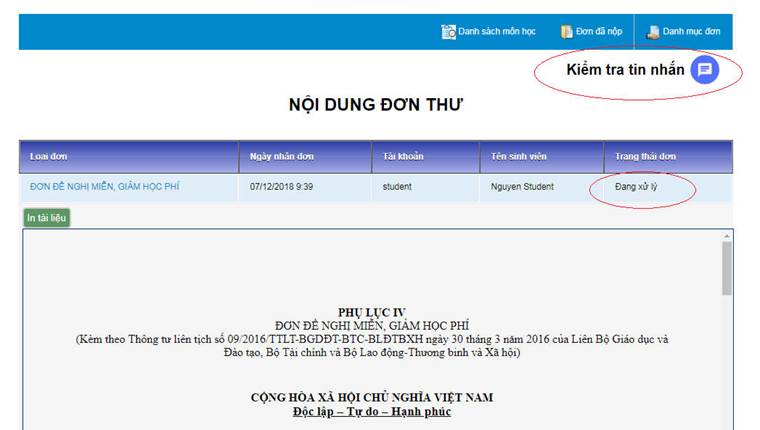 Danh sách môn học Đơn đã nộp Danh mục đơn
Kiểm tra tin nhắn
NỘI DUNG ĐƠN THƯ
Loại đơn Ngày nhận đơn Tài khoản Tên sinh viên Trạng thái đơn
ĐƠN ĐỀ NGHỊ MIỄN, GIẢM HỌC PHÍ 07/12/2018 9:39 student Nguyen Student Đang xử lý
In tài liệu
PHỤ LỤC IV
ĐƠN ĐỀ NGHỊ MIỄN, GIẢM HỌC PHÍ
(Kèm theo Thông tư liên tịch số 09/2016/TTLT-BGDĐT-BTC-BLĐTBXH ngày 30 tháng 3 năm 2016 của Liên Bộ Giáo dục và
Đào tạo, Bộ Tài chính và Bộ Lao động-Thương binh và Xã hội)
CỘNG HÒA XÃ HỘI CHỦ NGHĨA VIỆT NAM
Độc lập – Tự do – Hạnh phúc